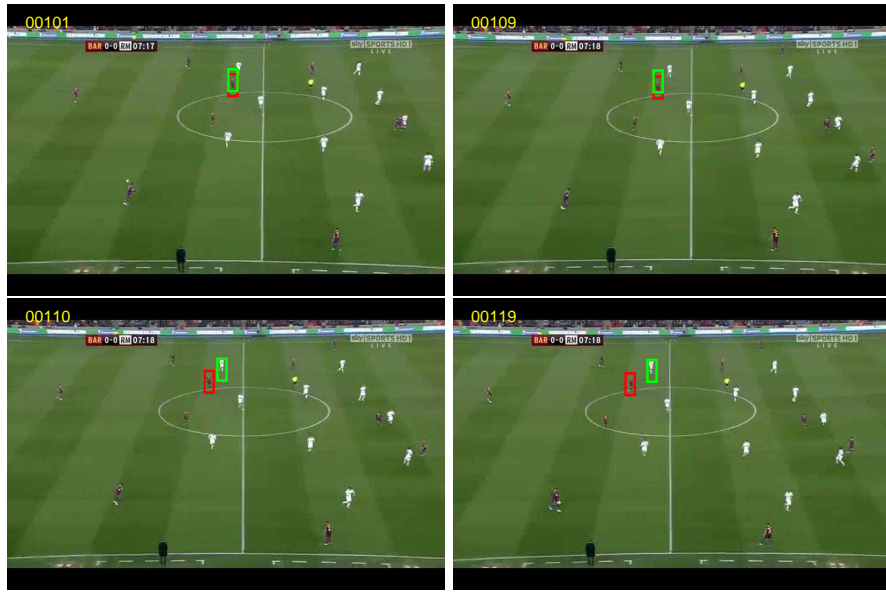 00101
BAR 0-0 RM 07:17
sky SPORTS HD1
LIVE
00109
BAR 0-0 RM 07:18
sky SPORTS HD1
LIVE
00110
BAR 0-0 RM 07:18
sky SPORTS HD1
LIVE
00119
BAR 0-0 RM 07:18
sky SPORTS HD1
LIVE